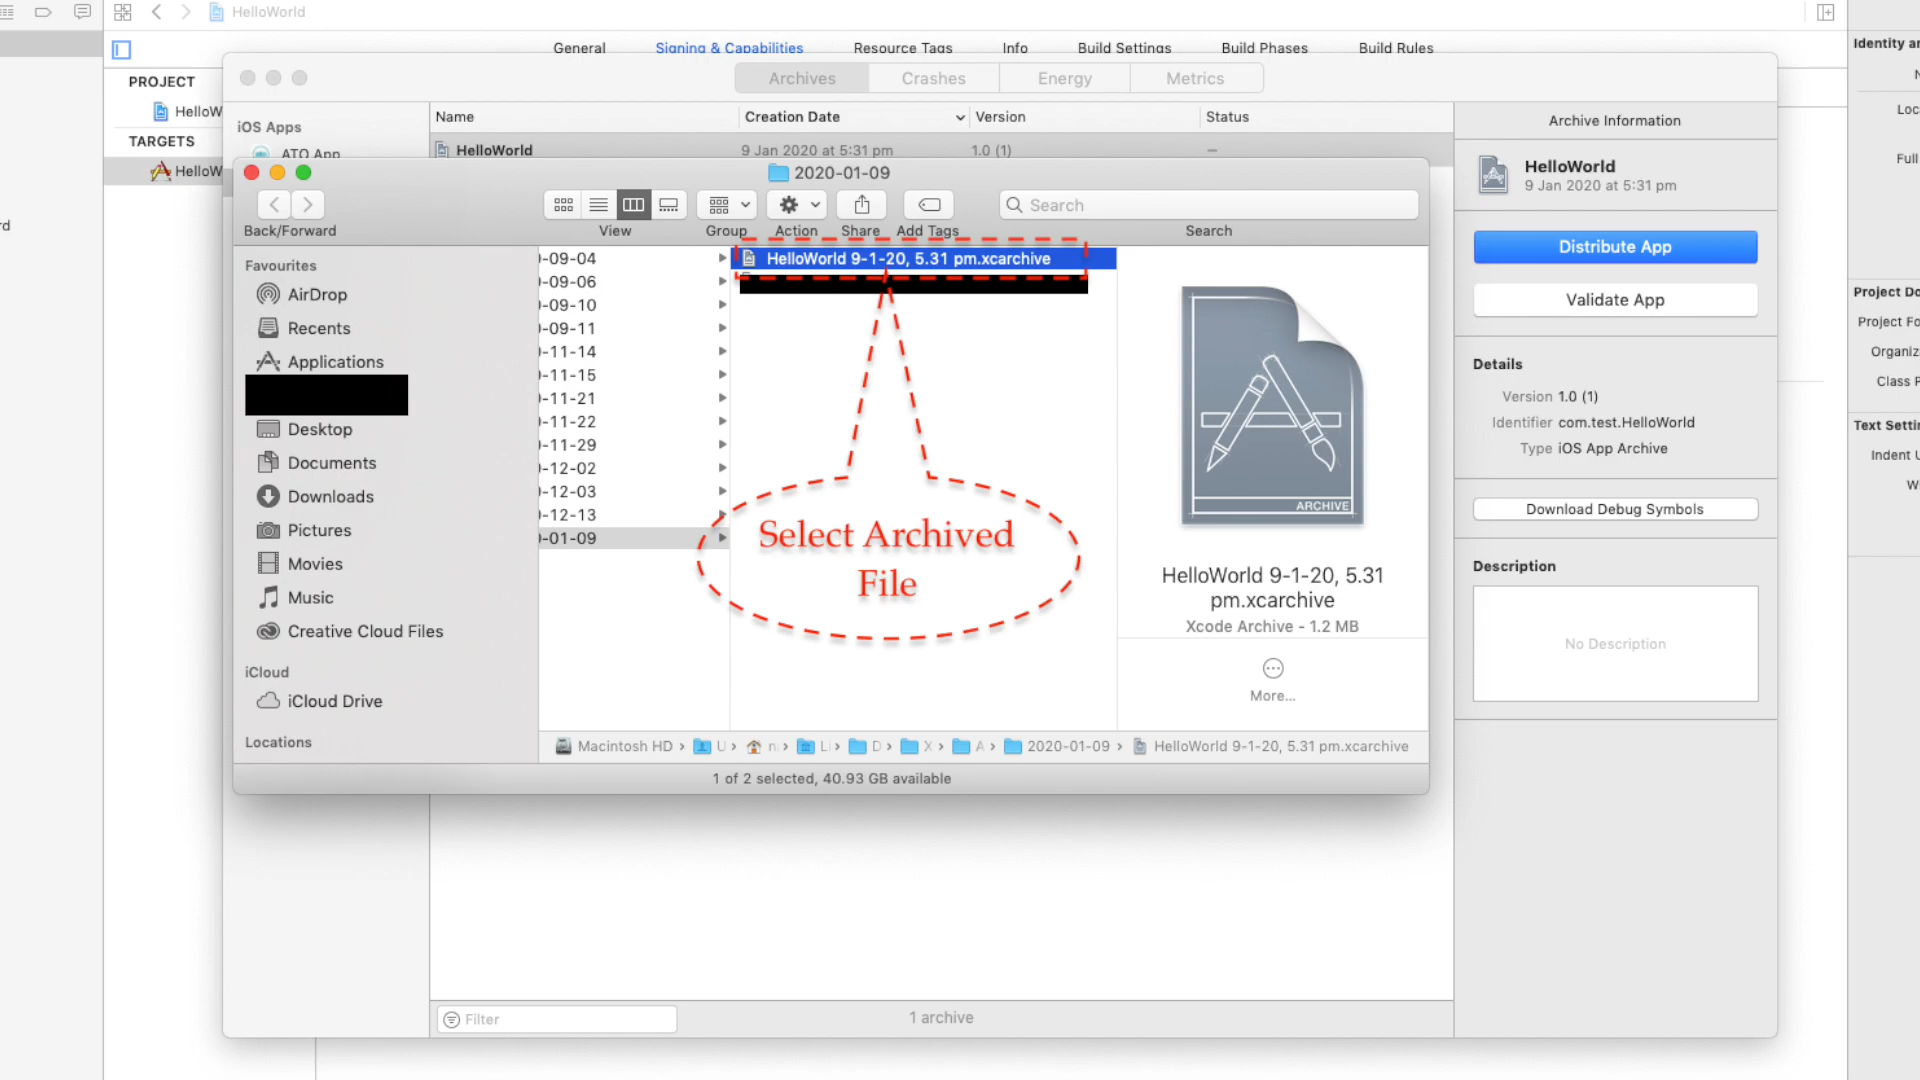 HelloWorld
General Signing & Capabilities Resource Tags Info Build Settings Build Phases Build Rules
Identity
PROJECT
HelloW
TARGETS
HelloW
Archives Crashes Energy Metrics
iOS Apps
ATO App
Name Creation Date Version Status
HelloWorld 9 Jan 2020 at 5:31 pm 1.0 (1) --
2020-01-09
Back/Forward
View Group Action Share Add Tags Search
Search
Favourites
AirDrop
Recents
Applications
Desktop
Documents
Downloads
Pictures
Movies
Music
Creative Cloud Files
iCloud
iCloud Drive
Locations
-09-04
-09-06
-09-10
-09-11
-11-14
-11-15
-11-21
-11-22
-11-29
-12-02
-12-03
-12-13
-01-09
HelloWorld 9-1-20, 5.31 pm.xcarchive
Select Archived
File
ARCHIVE
HelloWorld 9-1-20, 5.31
pm.xcarchive
Xcode Archive - 1.2 MB
More...
Macintosh HD › U › n › L › D › X › A › 2020-01-09 › HelloWorld 9-1-20, 5.31 pm.xcarchive
1 of 2 selected, 40.93 GB available
Filter
1 archive
Archive Information
HelloWorld
9 Jan 2020 at 5:31 pm
Distribute App
Validate App
Details
Version 1.0 (1)
Identifier com.test.HelloWorld
Type iOS App Archive
Download Debug Symbols
Description
No Description
Loc
Full
Project Do
Project Fo
Organiz
Class P
Text Settin
Indent U
W